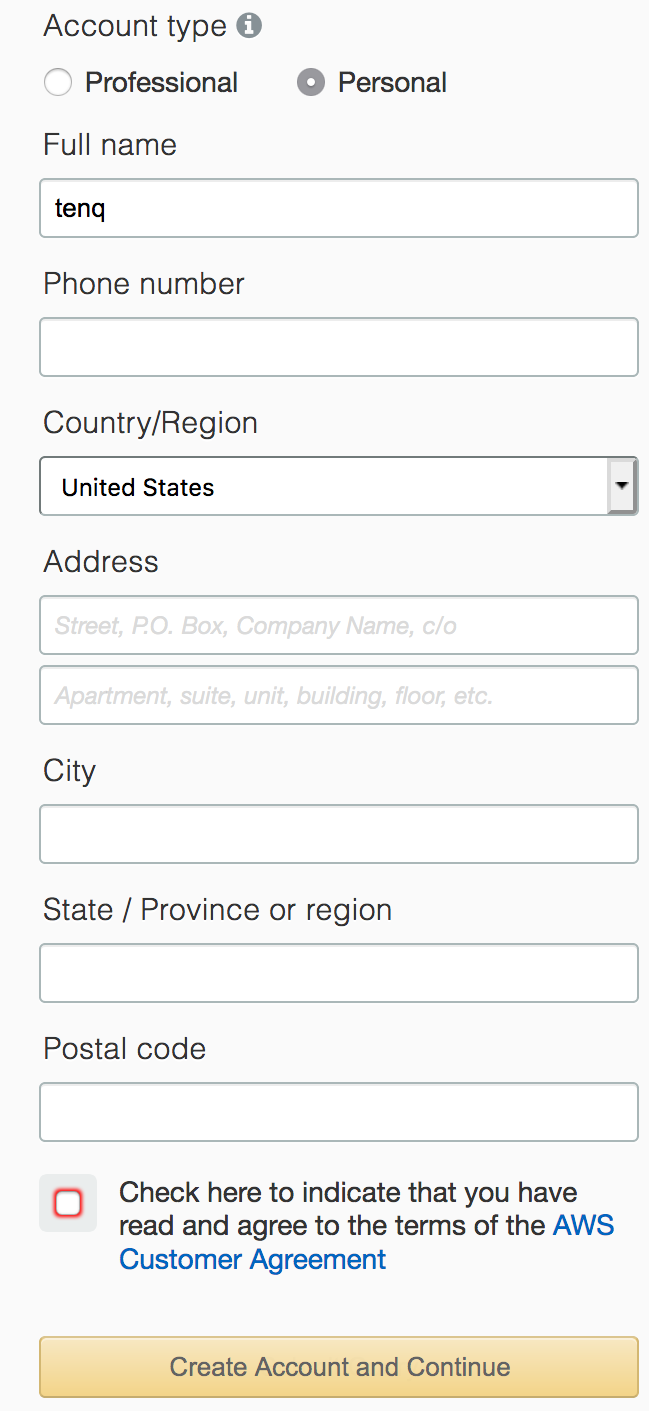 Account type
Professional Personal
Full name
tenq
Phone number
Country/Region
United States
Address
Street, P.O. Box, Company Name, c/o
Apartment, suite, unit, building, floor, etc.
City
State / Province or region
Postal code
Check here to indicate that you have
read and agree to the terms of the AWS
Customer Agreement
Create Account and Continue